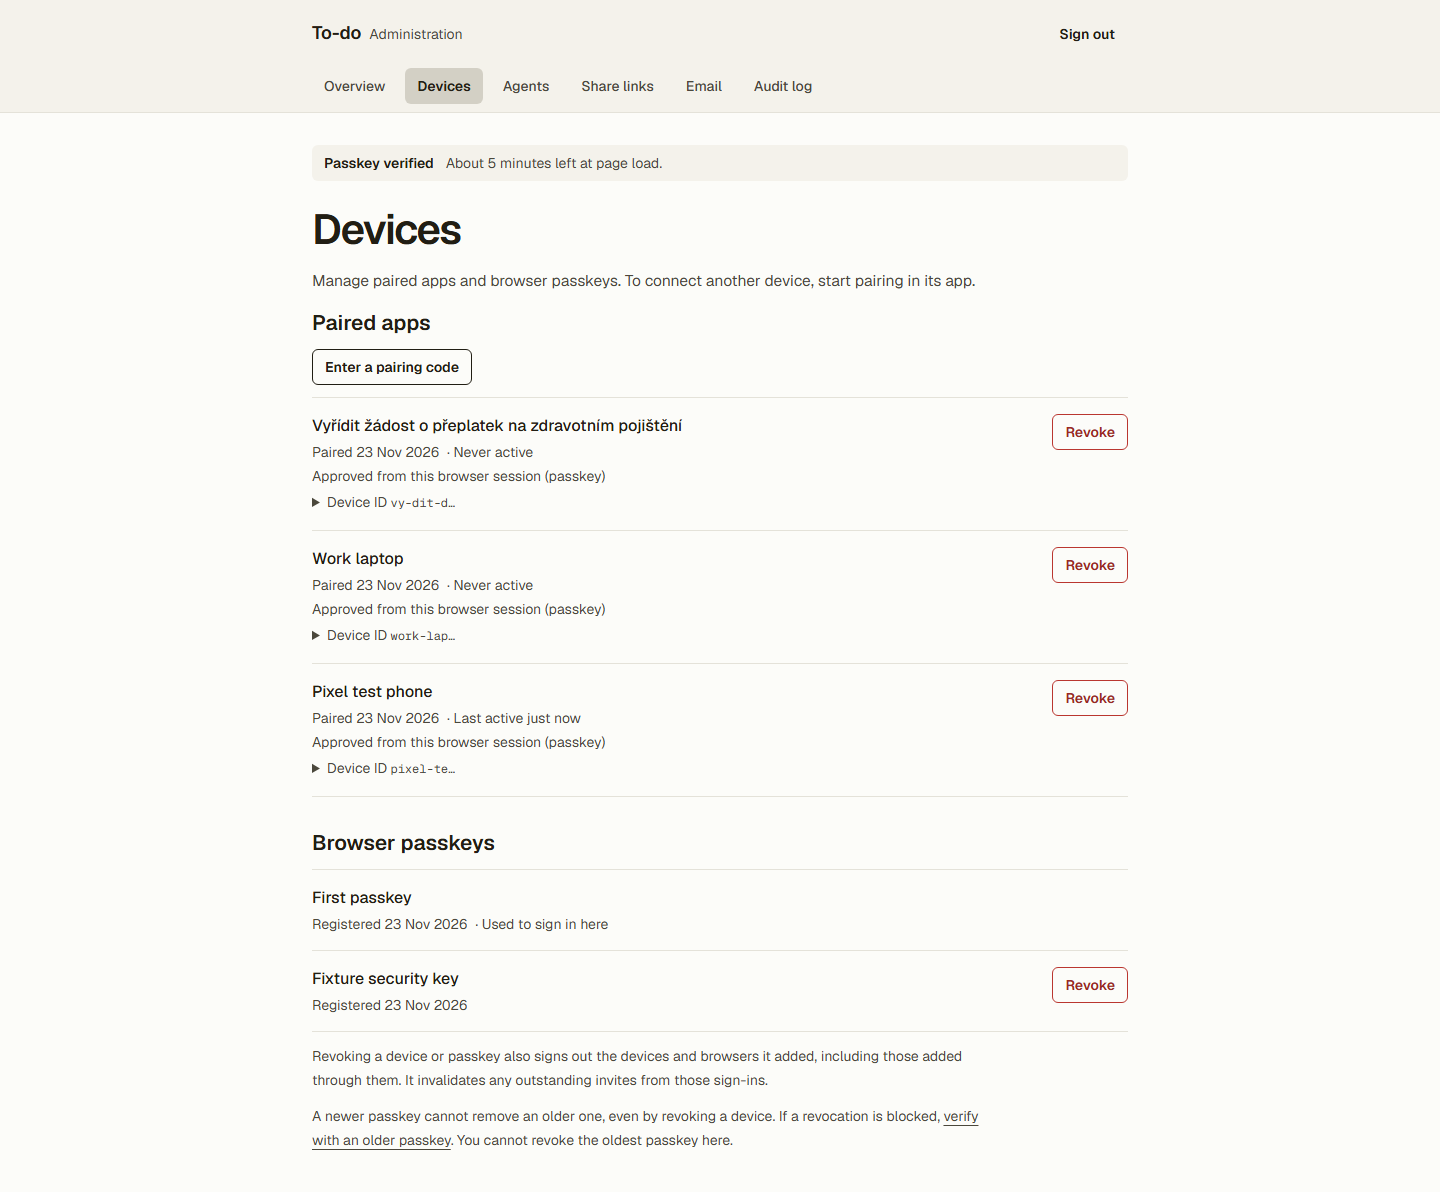 To-do Administration
Sign out
Overview Devices Agents Share links Email Audit log
Passkey verified About 5 minutes left at page load.
Devices
Manage paired apps and browser passkeys. To connect another device, start pairing in its app.
Paired apps
Enter a pairing code
Vyřídit žádost o přeplatek na zdravotním pojištění
Revoke
Paired 23 Nov 2026 · Never active
Approved from this browser session (passkey)
Device ID vy-dit-d…
Work laptop
Revoke
Paired 23 Nov 2026 · Never active
Approved from this browser session (passkey)
Device ID work-lap…
Pixel test phone
Revoke
Paired 23 Nov 2026 · Last active just now
Approved from this browser session (passkey)
Device ID pixel-te…
Browser passkeys
First passkey
Registered 23 Nov 2026 · Used to sign in here
Fixture security key
Revoke
Registered 23 Nov 2026
Revoking a device or passkey also signs out the devices and browsers it added, including those added
through them. It invalidates any outstanding invites from those sign-ins.
A newer passkey cannot remove an older one, even by revoking a device. If a revocation is blocked, verify
with an older passkey. You cannot revoke the oldest passkey here.